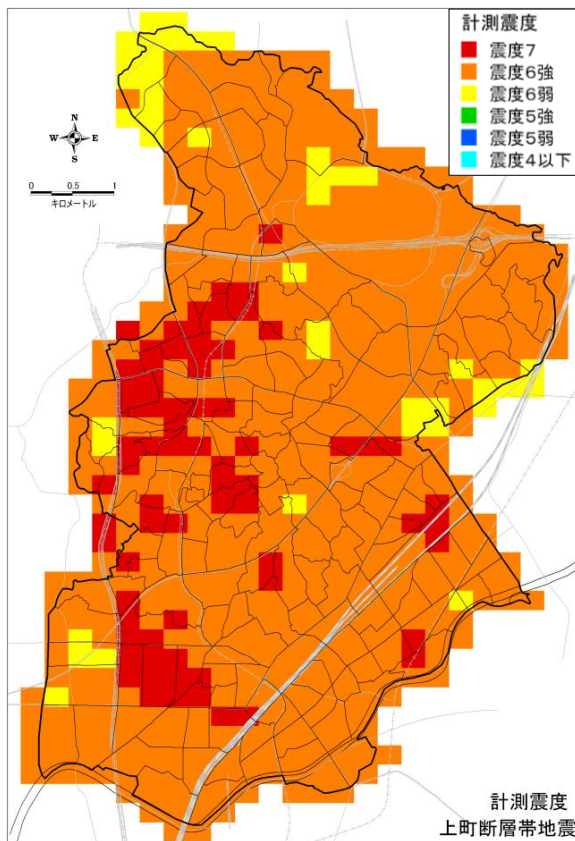 計測震度
震度7
震度6強
震度6弱
震度5強
震度5弱
震度4以下
N
W E
S
0 0.5 1
キロメートル
計測震度
上町断層帯地震